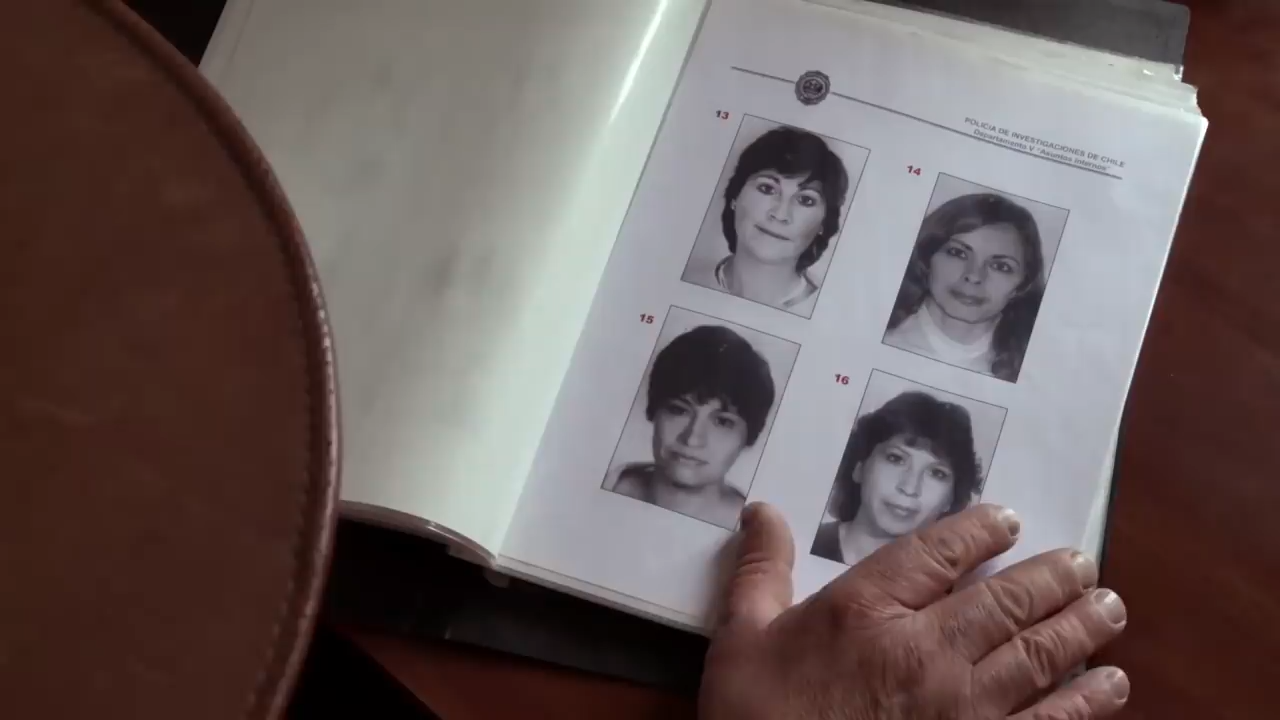 POLICIA DE INVESTIGACIONES DE CHILE
Departamento V "Asuntos Internos"
13
14
15
16